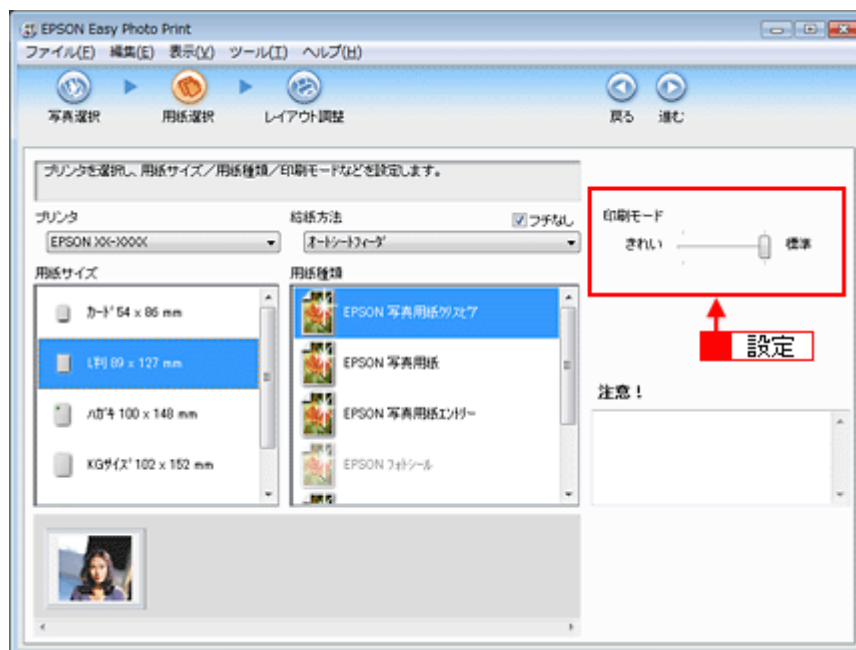 EPSON Easy Photo Print
ファイル(F) 編集(E) 表示(V) ツール(T) ヘルプ(H)
写真選択 用紙選択 レイアウト調整 戻る 進む
プリンタを選択し、用紙サイズ／用紙種類／印刷モードなどを設定します。
プリンタ 給紙方法 フチなし
EPSON XX-XXXX オートシートフィーダ
用紙サイズ 用紙種類
カード 54 x 86 mm
L判 89 x 127 mm
ハガキ 100 x 148 mm
KGサイズ 102 x 152 mm
EPSON 写真用紙クリスピア
EPSON 写真用紙
EPSON 写真用紙エントリー
EPSON フォトシール
印刷モード
きれい 標準
設定
注意！